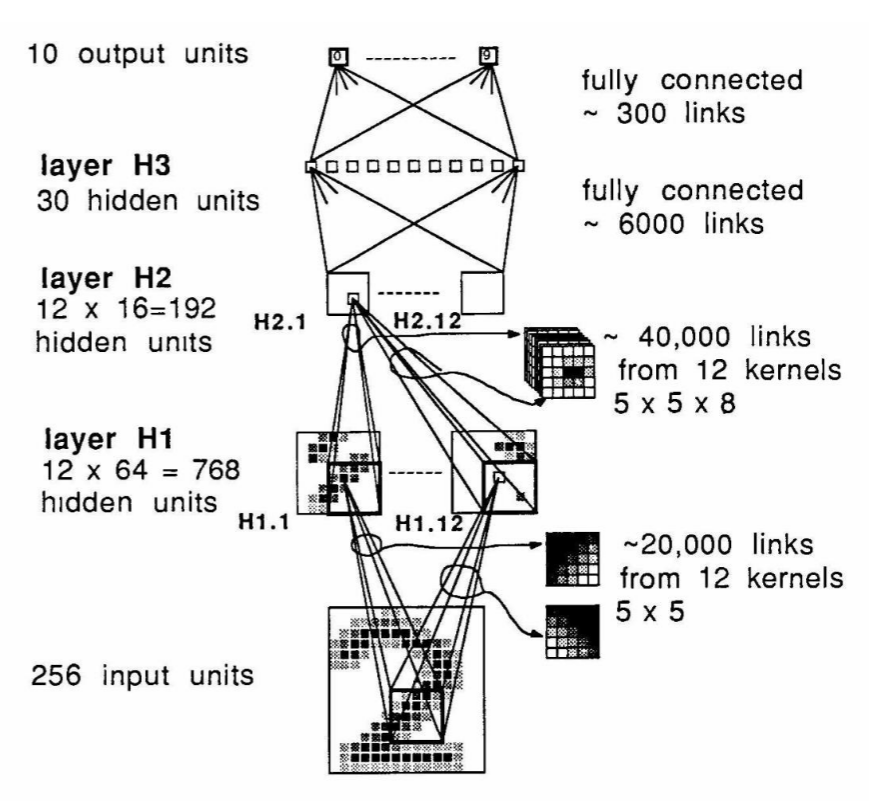 10 output units
0
9
fully connected
~ 300 links
layer H3
30 hidden units
fully connected
~ 6000 links
layer H2
12 x 16=192
hidden units
H2.1
H2.12
~ 40,000 links
from 12 kernels
5 x 5 x 8
layer H1
12 x 64 = 768
hidden units
H1.1
H1.12
~20,000 links
from 12 kernels
5 x 5
256 input units